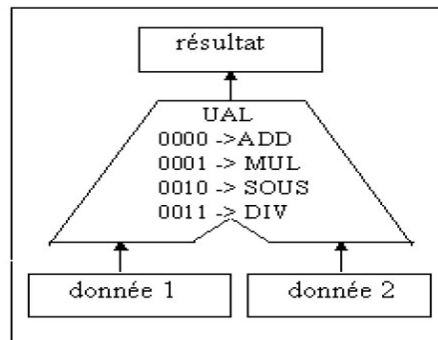 résultat
UAL
0000 ->ADD
0001 -> MUL
0010 -> SOUS
0011 -> DIV
donnée 1
donnée 2